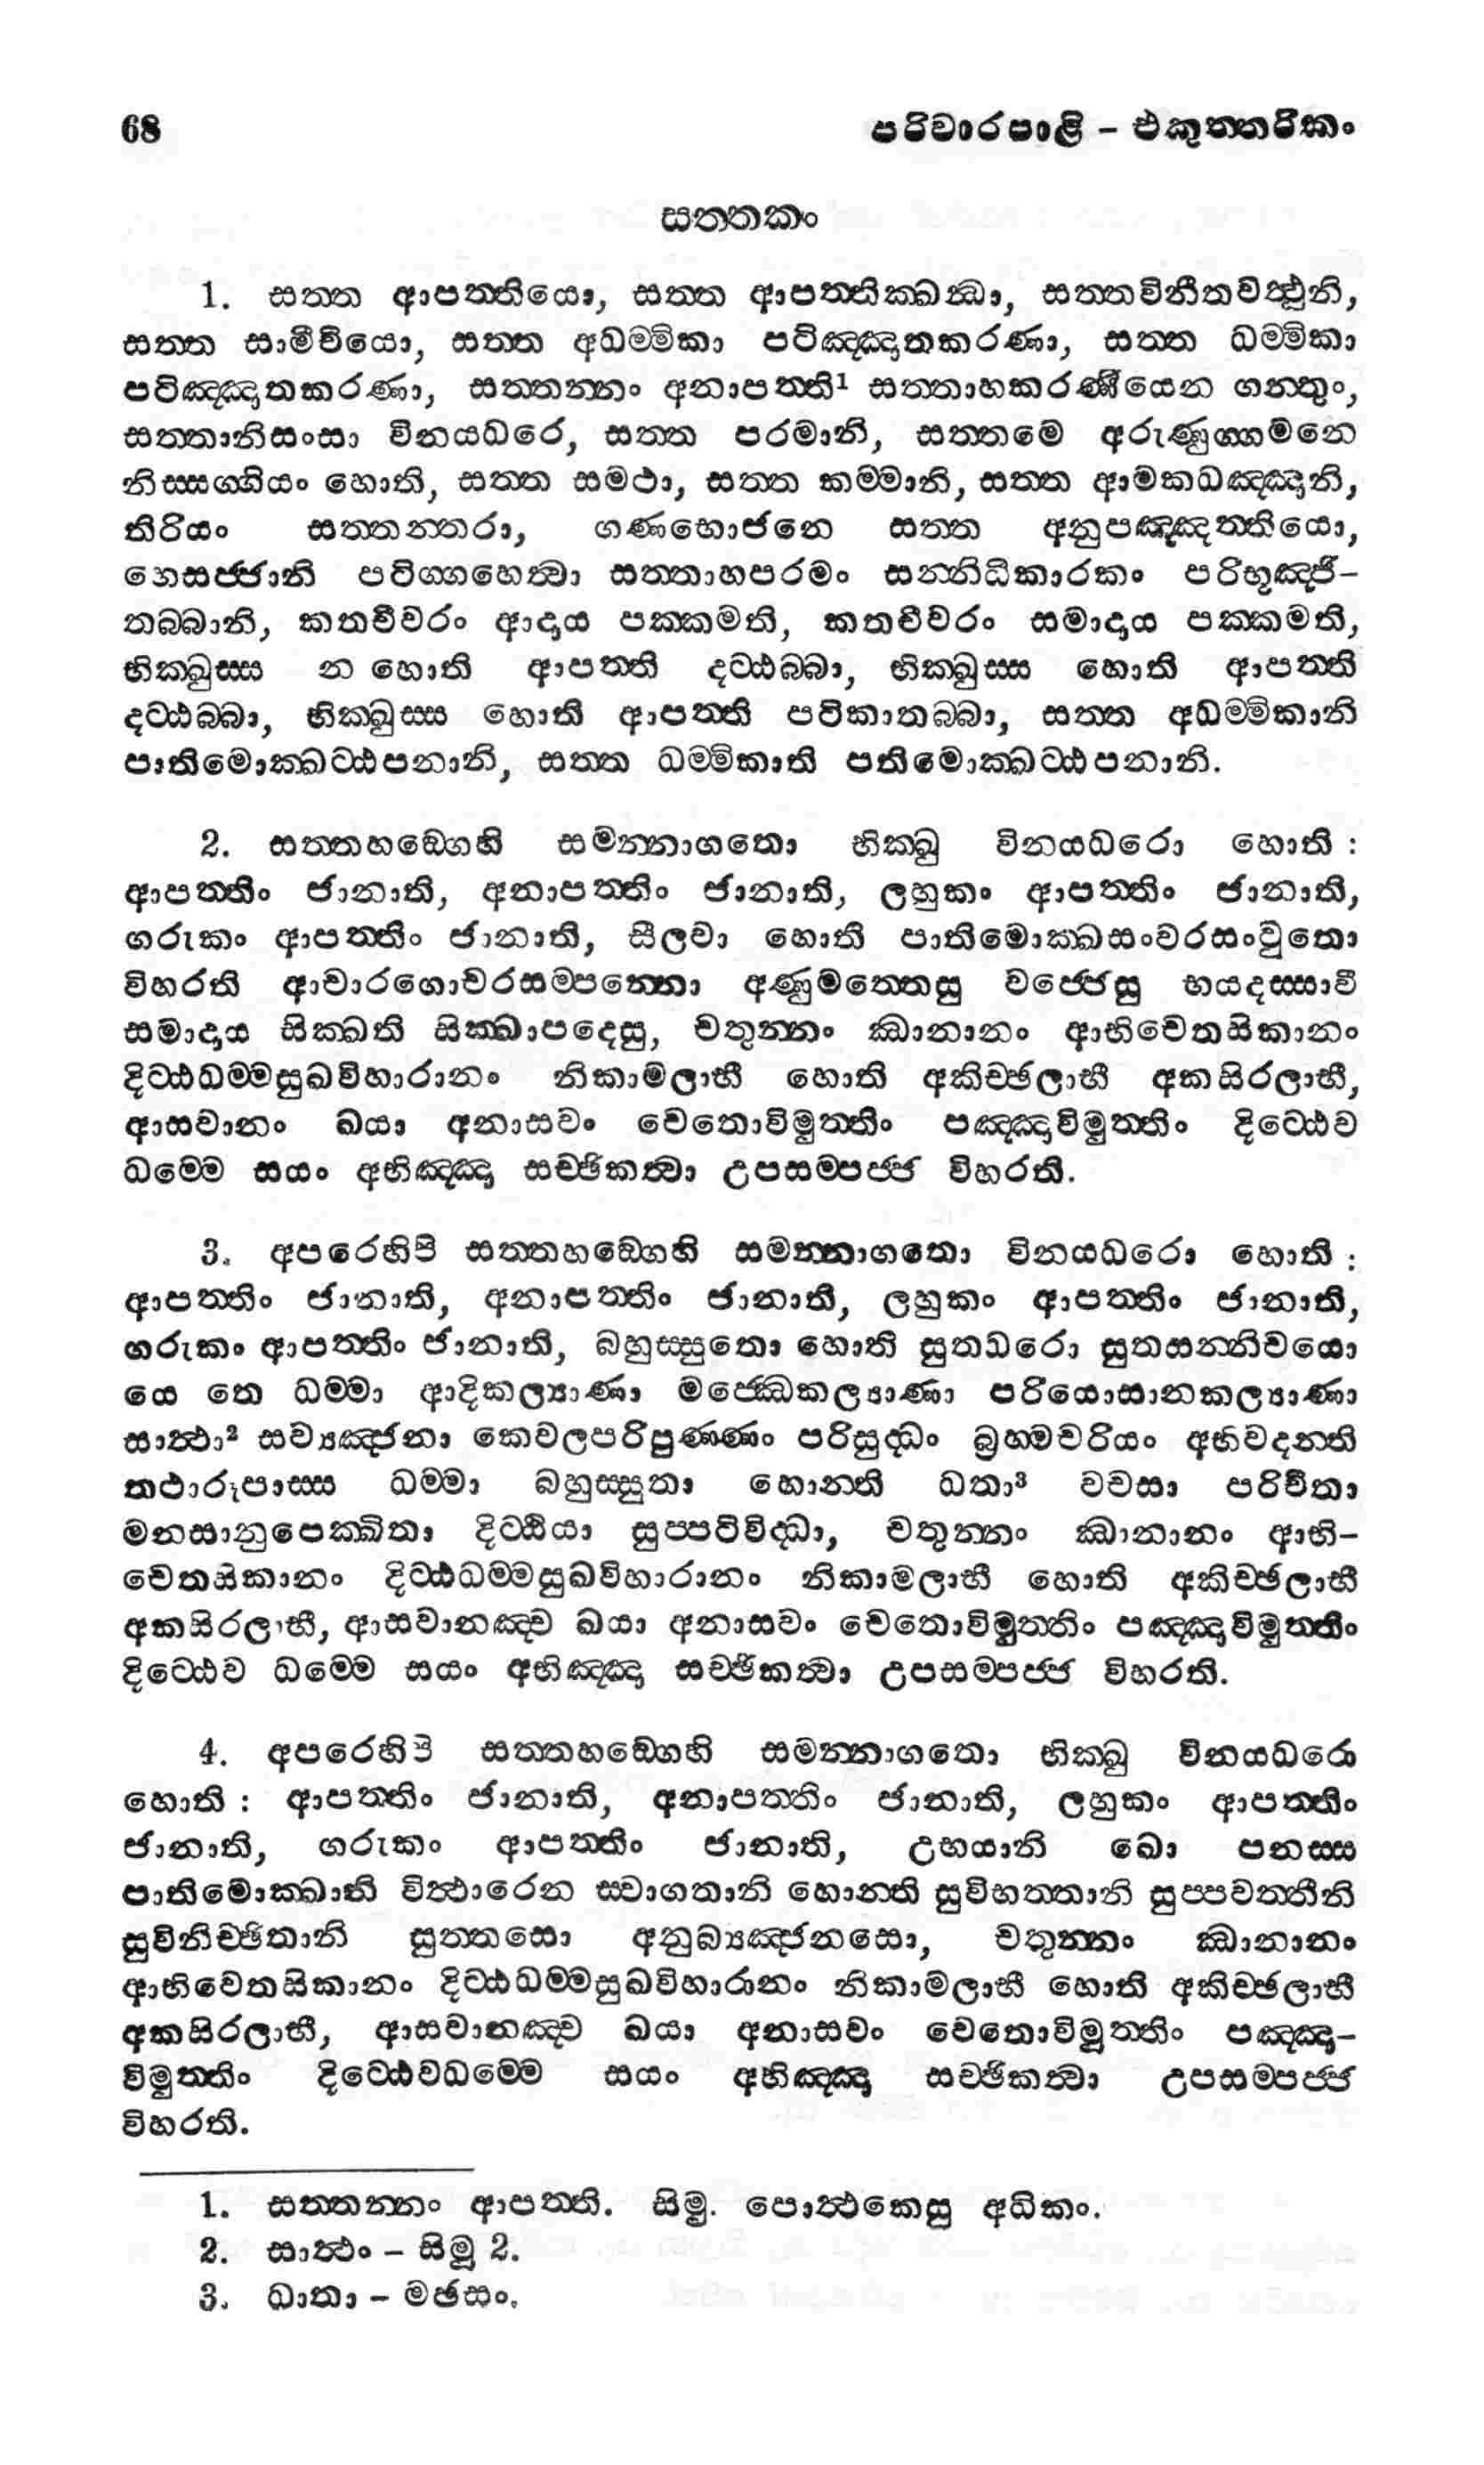 68 පරිවාරපාළි – එකුත්තරිකං
සත්තකං
1. සත්ත ආපත්තියො, සත්ත ආපත්තික්ඛන්ධා, සත්තවිනීතවත්ථූනි,
සත්ත සාමීචියො, සත්ත අධම්මිකා පටිඤ්ඤාතකරණා, සත්ත ධම්මිකා
පටිඤ්ඤාතකරණා, සත්තන්නං අනාපත්ති¹ සත්තාහකරණීයෙන ගන්තුං,
සත්තානිසංසා විනයධරෙ, සත්ත පරමානි, සත්තමෙ අරුණුග්ගමනෙ
නිස්සග්ගියං හොති, සත්ත සමථා, සත්ත කම්මානි, සත්ත ආමකධඤ්ඤානි,
තිරියං සත්තන්තරා, ගණභොජනෙ සත්ත අනුපඤ්ඤත්තියො,
භෙසජ්ජානි පටිග්ගහෙත්වා සත්තාහපරමං සන්නිධිකාරකං පරිභුඤ්ජි–
තබ්බානි, කතචීවරං ආදාය පක්කමති, කතචීවරං සමාදාය පක්කමති,
භික්ඛුස්ස න හොති ආපත්ති දට්ඨබ්බා, භික්ඛුස්ස හොති ආපත්ති
දට්ඨබ්බා, භික්ඛුස්ස හොති ආපත්ති පටිකාතබ්බා, සත්ත අධම්මිකානි
පාතිමොක්ඛට්ඨපනානි, සත්ත ධම්මිකාති පතිමොක්ඛට්ඨපනානි.
2. සත්තහඞ්ගෙහි සමන්නාගතො භික්ඛු විනයධරො හොති :
ආපත්තිං ජානාති, අනාපත්තිං ජානාති, ලහුකං ආපත්තිං ජානාති,
ගරුකං ආපත්තිං ජානාති, සීලවා හොති පාතිමොක්ඛසංවරසංවුතො
විහරති ආචාරගොචරසම්පන්නො අණුමත්තෙසු වජ්ජෙසු භයදස්සාවී
සමාදාය සික්ඛති සික්ඛාපදෙසු, චතුන්නං ඣානානං ආභිචෙතසිකානං
දිට්ඨධම්මසුඛවිහාරානං නිකාමලාභී හොති අකිච්ඡලාභී අකසිරලාභී,
ආසවානං ඛයා අනාසවං චෙතොවිමුත්තිං පඤ්ඤාවිමුත්තිං දිට්ඨෙව
ධම්මෙ සයං අභිඤ්ඤා සච්ඡිකත්වා උපසම්පජ්ජ විහරති.
3. අපරෙහිපි සත්තහඞ්ගෙහි සමන්නාගතො විනයධරො හොති :
ආපත්තිං ජානාති, අනාපත්තිං ජානාති, ලහුකං ආපත්තිං ජානාති,
ගරුකං ආපත්තිං ජානාති, බහුස්සුතො හොති සුතධරො සුතසන්නිචයො
යෙ තෙ ධම්මා ආදිකල්‍යාණා මජ්ඣෙකල්‍යාණා පරියොසානකල්‍යාණා
සාත්ථා² සව්‍යඤ්ජනා කෙවලපරිපුණ්ණං පරිසුද්ධං බ්‍රහ්මචරියං අභිවදන්ති
තථාරූපාස්ස ධම්මා බහුස්සුතා හොන්ති ධතා³ වචසා පරිචිතා
මනසානුපෙක්ඛිතා දිට්ඨියා සුප්පටිවිද්ධා, චතුන්නං ඣානානං ආභි–
චෙතසිකානං දිට්ඨධම්මසුඛවිහාරානං නිකාමලාභී හොති අකිච්ඡලාභී
අකසිරලාභී, ආසවානඤ්ච ඛයා අනාසවං චෙතොවිමුත්තිං පඤ්ඤාවිමුත්තිං
දිට්ඨෙව ධම්මෙ සයං අභිඤ්ඤා සච්ඡිකත්වා උපසම්පජ්ජ විහරති.
4. අපරෙහිපි සත්තහඞ්ගෙහි සමන්නාගතො භික්ඛු විනයධරො
හොති : ආපත්තිං ජානාති, අනාපත්තිං ජානාති, ලහුකං ආපත්තිං
ජානාති, ගරුකං ආපත්තිං ජානාති, උභයානි ඛො පනස්ස
පාතිමොක්ඛානි විත්ථාරෙන ස්වාගතානි හොන්ති සුවිභත්තානි සුප්පවත්තීනි
සුවිනිච්ඡිතානි සුත්තසො අනුබ්‍යඤ්ජනසො, චතුන්නං ඣානානං
ආභිචෙතසිකානං දිට්ඨධම්මසුඛවිහාරානං නිකාමලාභී හොති අකිච්ඡලාභී
අකසිරලාභී, ආසවානඤ්ච ඛයා අනාසවං චෙතොවිමුත්තිං පඤ්ඤා–
විමුත්තිං දිට්ඨෙවධම්මෙ සයං අභිඤ්ඤා සච්ඡිකත්වා උපසම්පජ්ජ
විහරති.
1. සත්තන්නං ආපත්ති. සිමු. පොත්ථකෙසු අධිකං.
2. සාත්ථං – සිමු 2.
3. ධාතා – මඡසං.